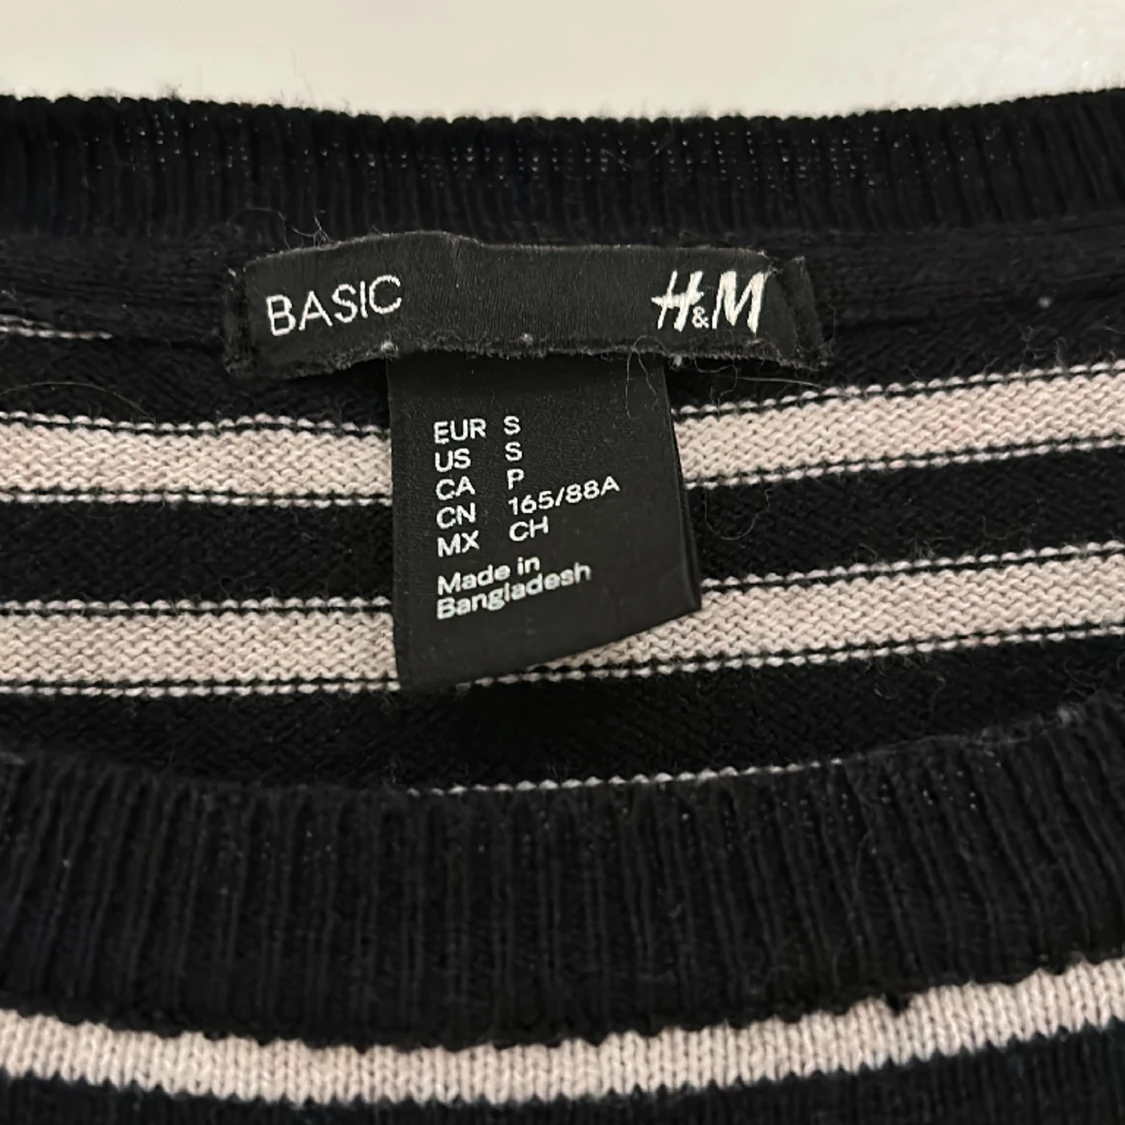 BASIC H&M
EUR S
US S
CA P
CN 165/88A
MX CH
Made in
Bangladesh